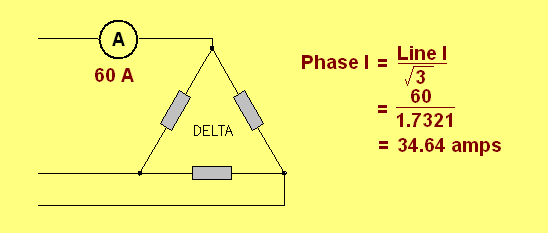 A
60 A
DELTA
Phase I = Line I
√3
= 60
1.7321
= 34.64 amps